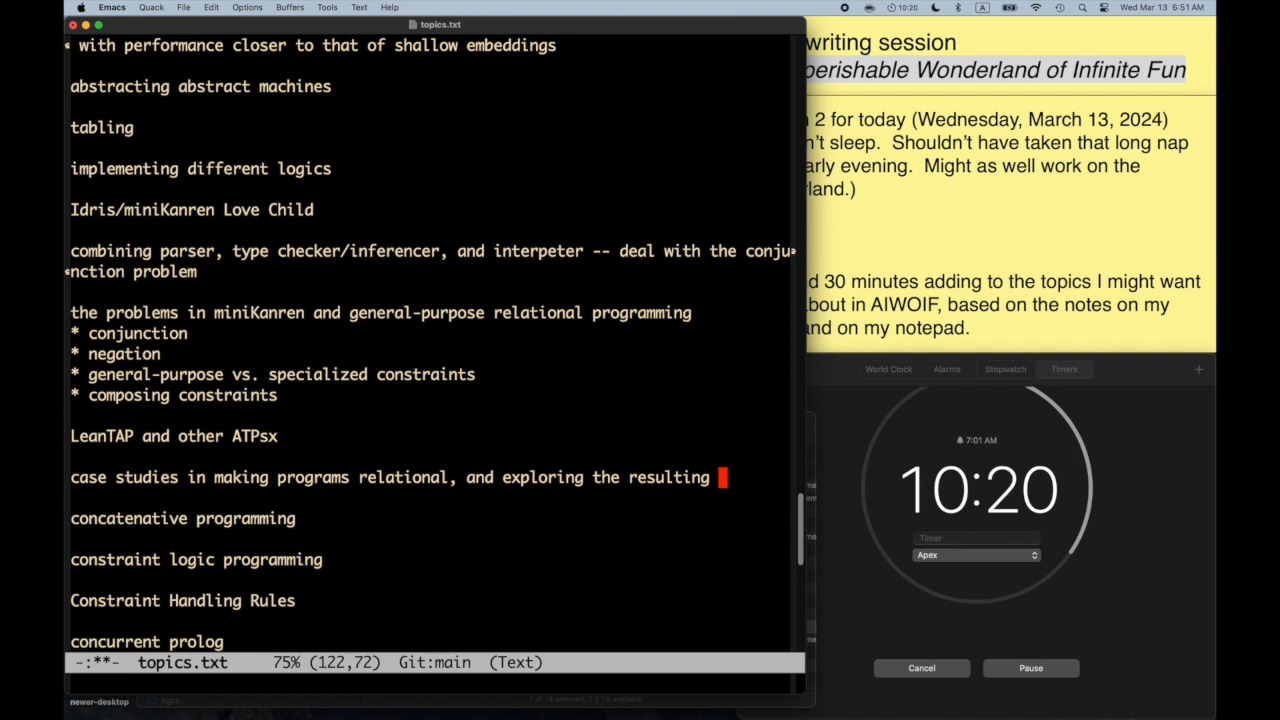 Emacs Quack File Edit Options Buffers Tools Text Help
10:20 A Wed Mar 13 6:51 AM
topics.txt
with performance closer to that of shallow embeddings
abstracting abstract machines
tabling
implementing different logics
Idris/miniKanren Love Child
combining parser, type checker/inferencer, and interpeter -- deal with the conju
nction problem
the problems in miniKanren and general-purpose relational programming
* conjunction
* negation
* general-purpose vs. specialized constraints
* composing constraints
LeanTAP and other ATPsx
case studies in making programs relational, and exploring the resulting
concatenative programming
constraint logic programming
Constraint Handling Rules
concurrent prolog
-:**- topics.txt 75% (122,72) Git:main (Text)
newer-desktop
writing session
perishable Wonderland of Infinite Fun
2 for today (Wednesday, March 13, 2024)
n't sleep. Shouldn't have taken that long nap
arly evening. Might as well work on the
land.)
d 30 minutes adding to the topics I might want
bout in AIWOIF, based on the notes on my
and on my notepad.
World Clock Alarms Stopwatch Timers +
7:01 AM
10:20
Timer
Apex
Cancel Pause